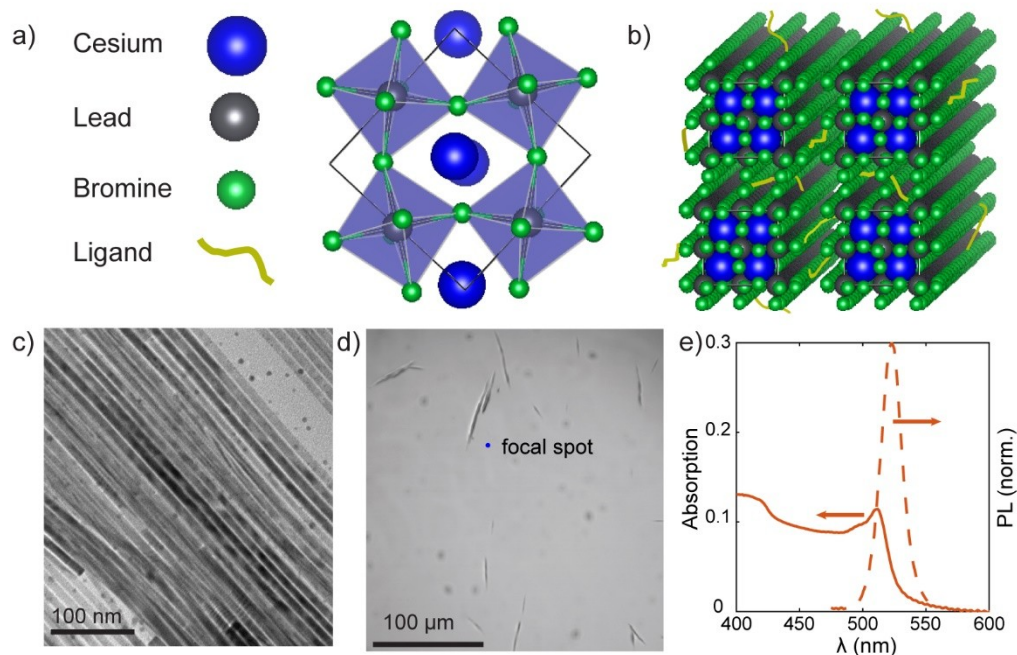 a)
Cesium
Lead
Bromine
Ligand
b)
c)
100 nm
d)
focal spot
100 µm
e)
0.3
0.2
0.1
0
Absorption
PL (norm.)
400
450
500
550
600
λ (nm)